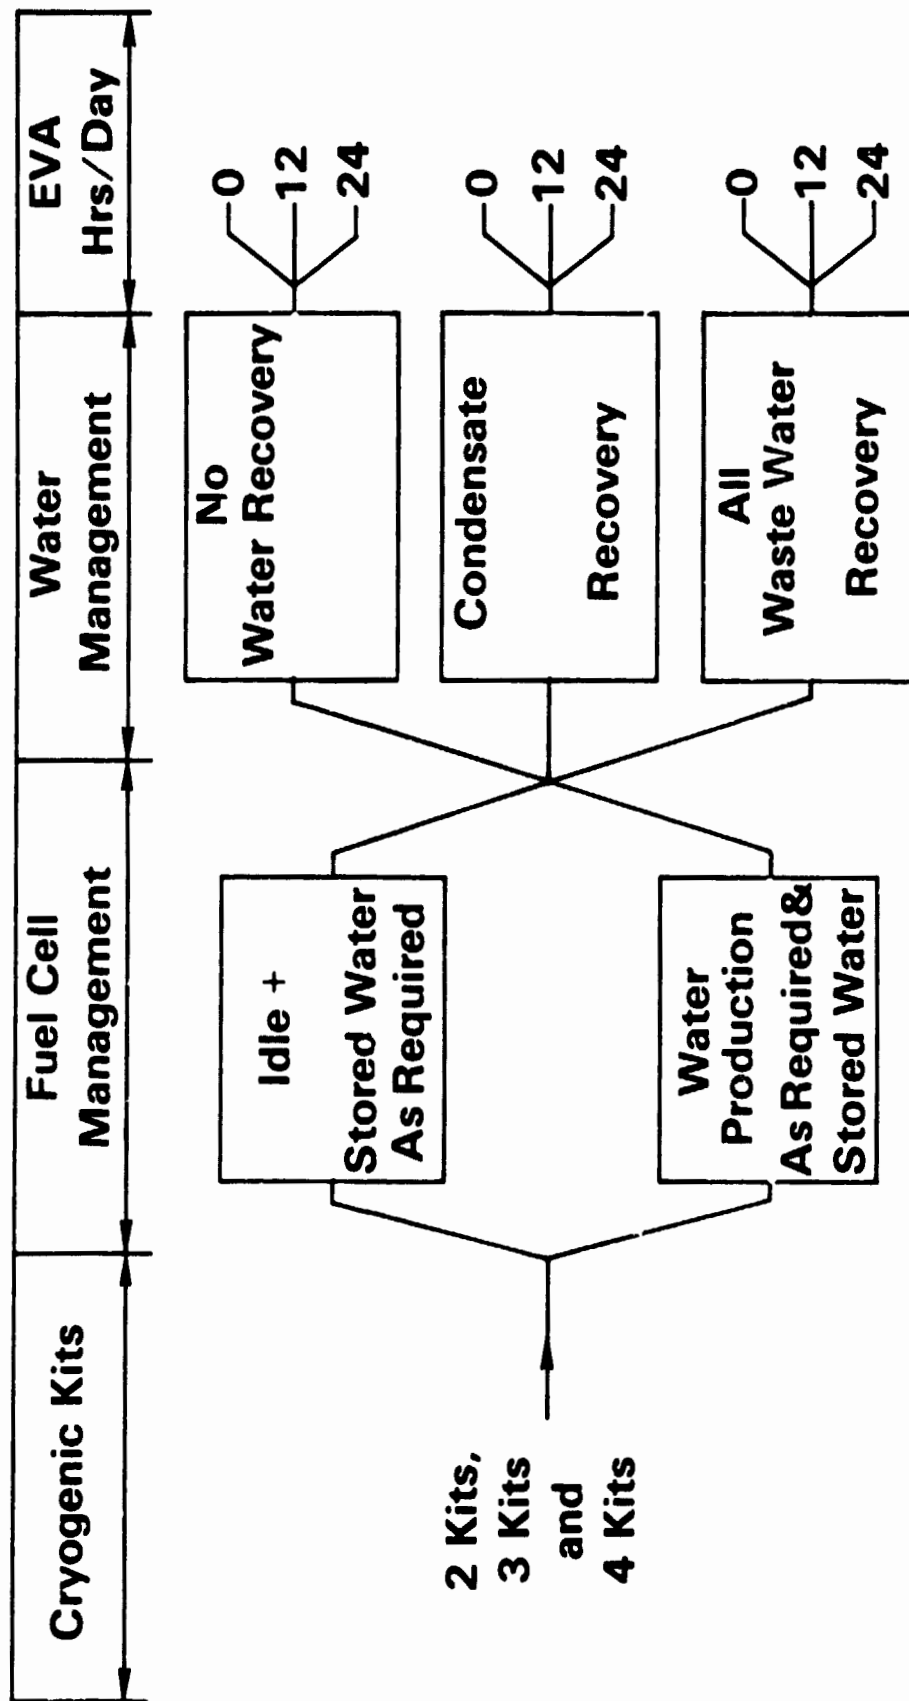 Cryogenic Kits
Fuel Cell
Management
Water
Management
EVA
Hrs/Day
2 Kits,
3 Kits
and
4 Kits
Idle +
Stored Water
As Required
Water
Production
As Required &
Stored Water
No
Water Recovery
Condensate
Recovery
All
Waste Water
Recovery
0
12
24
0
12
24
0
12
24